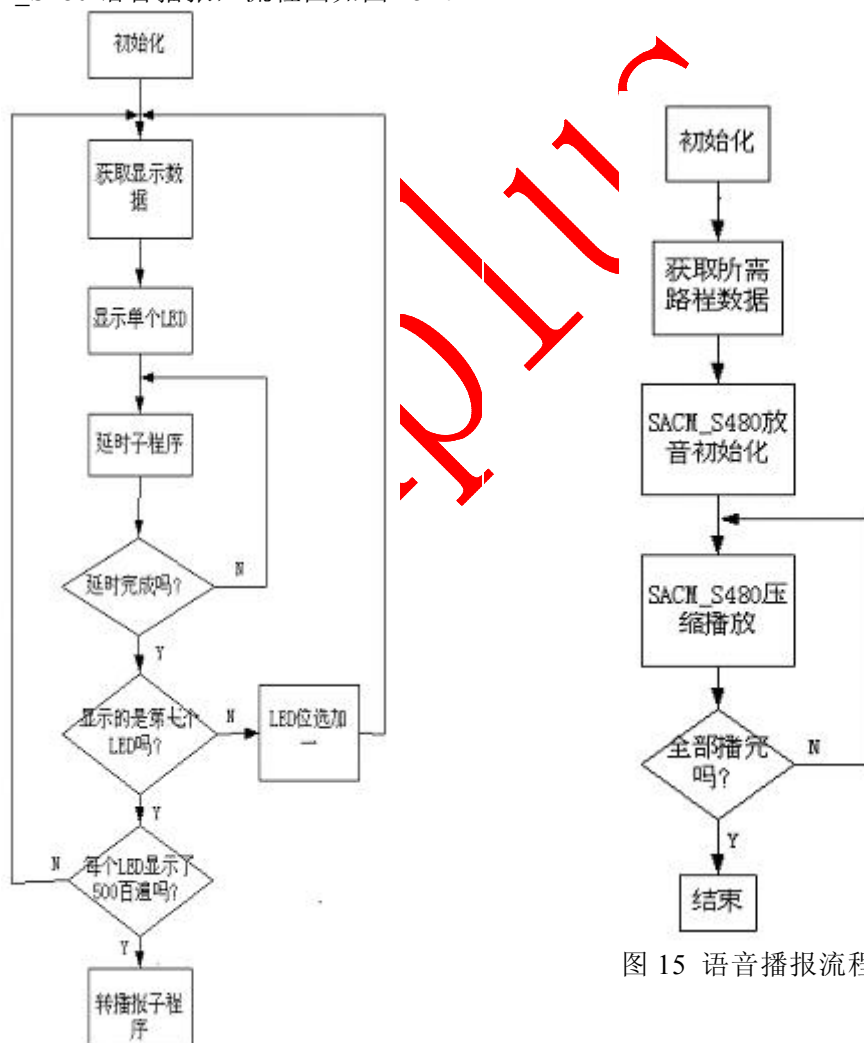 初始化
获取显示数
据
显示单个LED
延时子程序
延时完成吗?
N
Y
显示的是第七个
LED吗?
N
LED位选加
一
Y
每个LED显示了
500百遍吗?
N
Y
转播报子程
序
初始化
获取所需
路程数据
SACM_S480放
音初始化
SACM_S480压
缩播放
全部播完
吗?
N
Y
结束
图 15 语音播报流程